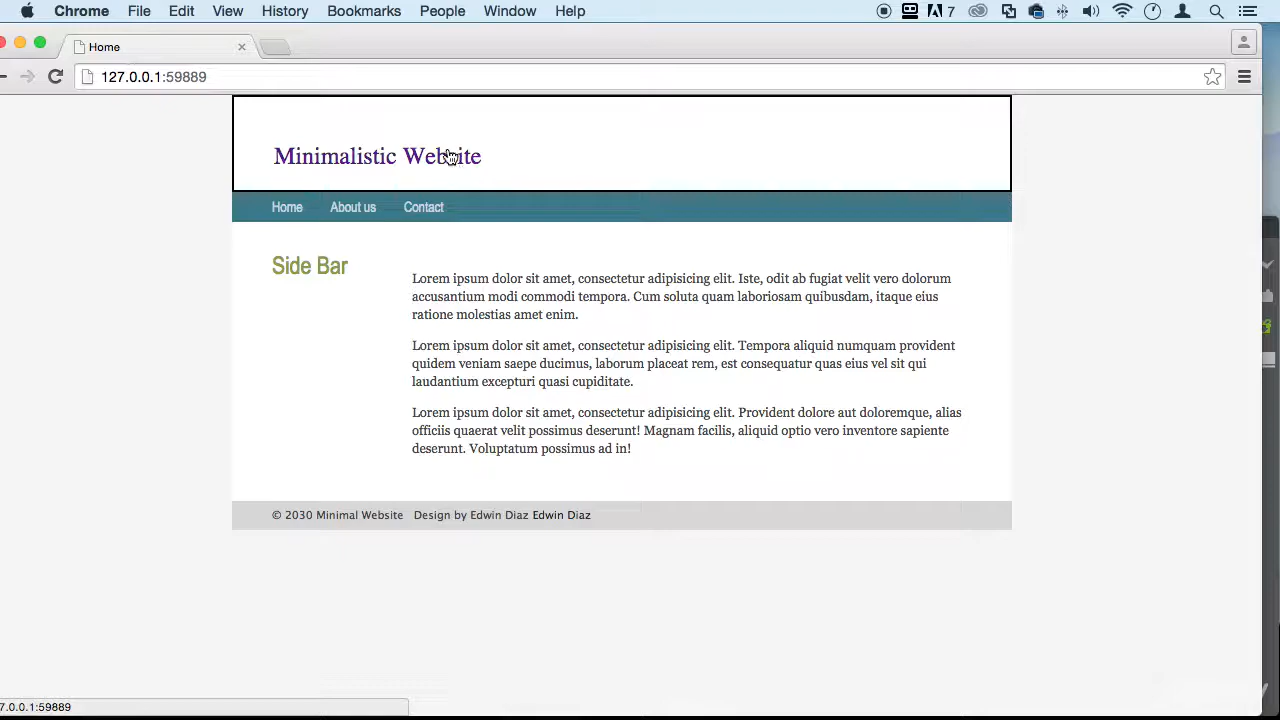 Chrome File Edit View History Bookmarks People Window Help 7
Home
127.0.0.1:59889
Minimalistic Website
Home About us Contact
Side Bar
Lorem ipsum dolor sit amet, consectetur adipisicing elit. Iste, odit ab fugiat velit vero dolorum
accusantium modi commodi tempora. Cum soluta quam laboriosam quibusdam, itaque eius
ratione molestias amet enim.
Lorem ipsum dolor sit amet, consectetur adipisicing elit. Tempora aliquid numquam provident
quidem veniam saepe ducimus, laborum placeat rem, est consequatur quas eius vel sit qui
laudantium excepturi quasi cupiditate.
Lorem ipsum dolor sit amet, consectetur adipisicing elit. Provident dolore aut doloremque, alias
officiis quaerat velit possimus deserunt! Magnam facilis, aliquid optio vero inventore sapiente
deserunt. Voluptatum possimus ad in!
© 2030 Minimal Website Design by Edwin Diaz Edwin Diaz
7.0.0.1:59889